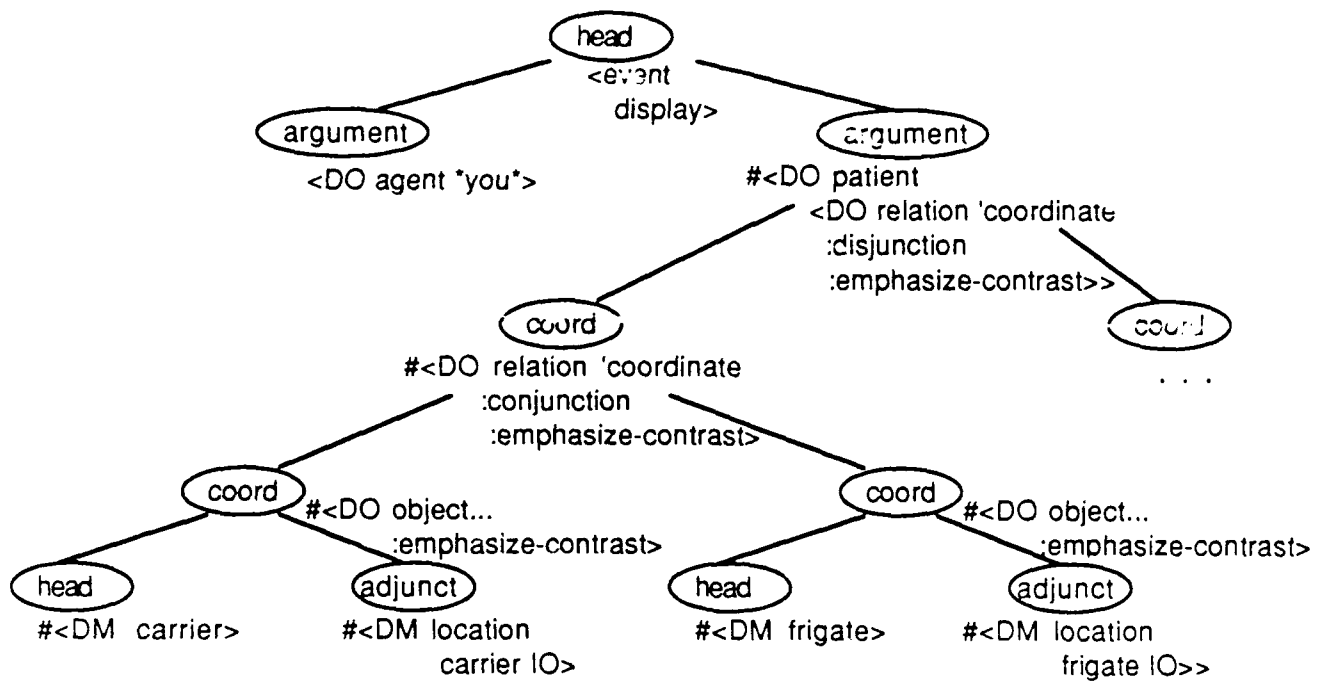 head
<event
display>
argument
argument
<DO agent *you*>
#<DO patient
<DO relation 'coordinate
:disjunction
:emphasize-contrast>>
coord
coord
#<DO relation 'coordinate
:conjunction
:emphasize-contrast>
. . .
coord
#<DO object...
:emphasize-contrast>
coord
#<DO object...
:emphasize-contrast>
head
adjunct
head
adjunct
#<DM carrier>
#<DM location
carrier IO>
#<DM frigate>
#<DM location
frigate IO>>